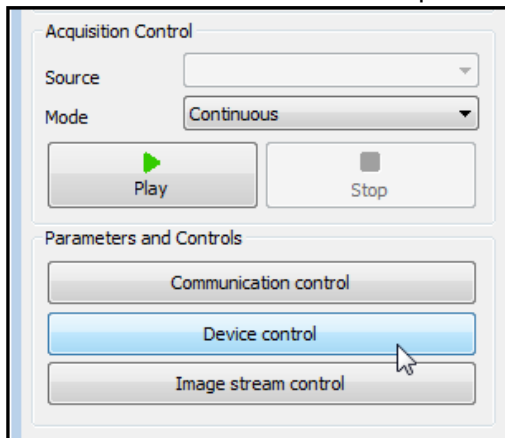 Acquisition Control
Source
Mode Continuous
Play Stop
Parameters and Controls
Communication control
Device control
Image stream control